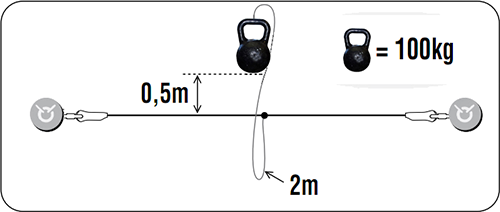 = 100kg
0,5m
2m